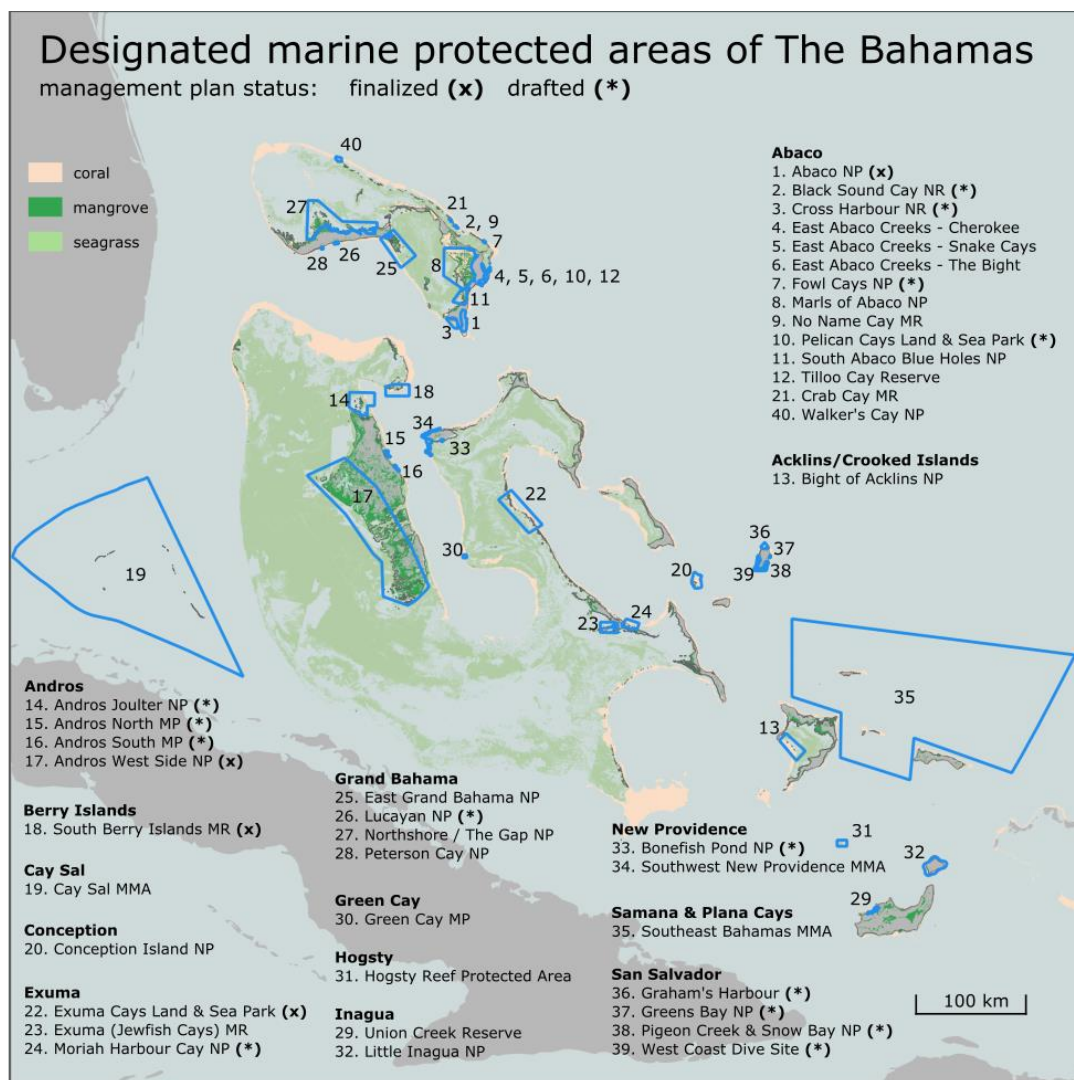 Designated marine protected areas of The Bahamas
management plan status: finalized (x) drafted (*)
coral
mangrove
seagrass
40
27
21
2, 9
7
28
26
25
8
4, 5, 6, 10, 12
11
3
1
14
18
34
15
33
16
17
22
30
19
36
37
20
39
38
23
24
35
13
31
32
29
Abaco
1. Abaco NP (x)
2. Black Sound Cay NR (*)
3. Cross Harbour NR (*)
4. East Abaco Creeks - Cherokee
5. East Abaco Creeks - Snake Cays
6. East Abaco Creeks - The Bight
7. Fowl Cays NP (*)
8. Marls of Abaco NP
9. No Name Cay MR
10. Pelican Cays Land & Sea Park (*)
11. South Abaco Blue Holes NP
12. Tilloo Cay Reserve
21. Crab Cay MR
40. Walker's Cay NP
Acklins/Crooked Islands
13. Bight of Acklins NP
Andros
14. Andros Joulter NP (*)
15. Andros North MP (*)
16. Andros South MP (*)
17. Andros West Side NP (x)
Berry Islands
18. South Berry Islands MR (x)
Cay Sal
19. Cay Sal MMA
Conception
20. Conception Island NP
Exuma
22. Exuma Cays Land & Sea Park (x)
23. Exuma (Jewfish Cays) MR
24. Moriah Harbour Cay NP (*)
Grand Bahama
25. East Grand Bahama NP
26. Lucayan NP (*)
27. Northshore / The Gap NP
28. Peterson Cay NP
Green Cay
30. Green Cay MP
Hogsty
31. Hogsty Reef Protected Area
Inagua
29. Union Creek Reserve
32. Little Inagua NP
New Providence
33. Bonefish Pond NP (*)
34. Southwest New Providence MMA
Samana & Plana Cays
35. Southeast Bahamas MMA
San Salvador
36. Graham's Harbour (*)
37. Greens Bay NP (*)
38. Pigeon Creek & Snow Bay NP (*)
39. West Coast Dive Site (*)
100 km